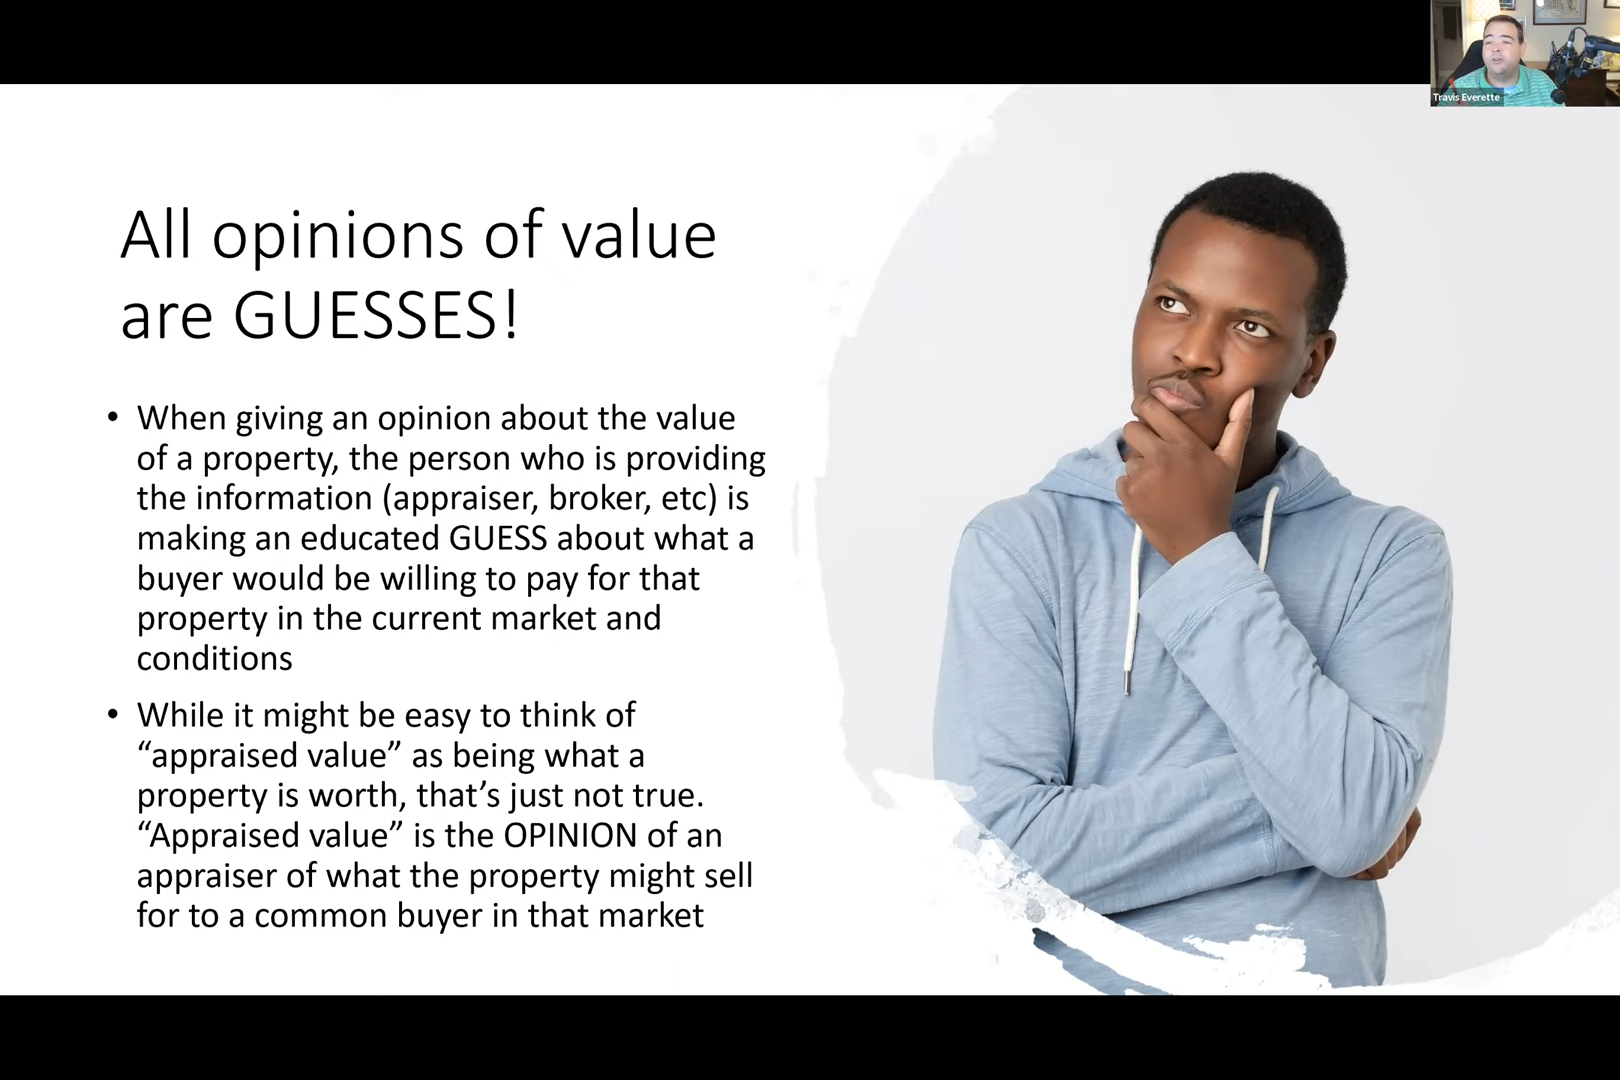 Travis Everette
All opinions of value
are GUESSES!
• When giving an opinion about the value
of a property, the person who is providing
the information (appraiser, broker, etc) is
making an educated GUESS about what a
buyer would be willing to pay for that
property in the current market and
conditions
• While it might be easy to think of
“appraised value” as being what a
property is worth, that’s just not true.
“Appraised value” is the OPINION of an
appraiser of what the property might sell
for to a common buyer in that market